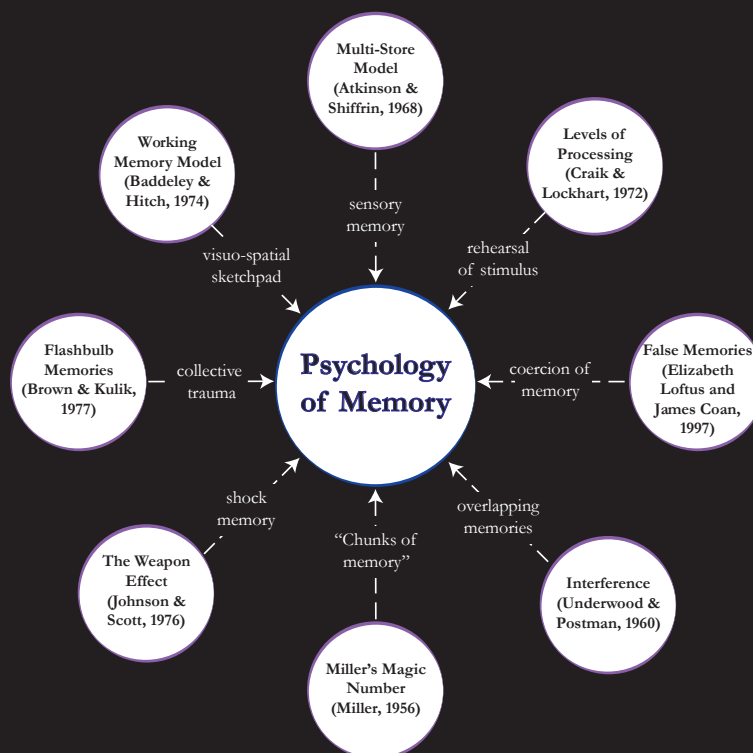 Multi-Store
Model
(Atkinson &
Shiffrin, 1968)
sensory
memory
Levels of
Processing
(Craik &
Lockhart, 1972)
rehearsal
of stimulus
False Memories
(Elizabeth
Loftus and
James Coan,
1997)
coercion of
memory
Interference
(Underwood &
Postman, 1960)
overlapping
memories
Miller’s Magic
Number
(Miller, 1956)
“Chunks of
memory”
The Weapon
Effect
(Johnson &
Scott, 1976)
shock
memory
Flashbulb
Memories
(Brown & Kulik,
1977)
collective
trauma
Working
Memory Model
(Baddeley &
Hitch, 1974)
visuo-spatial
sketchpad
Psychology
of Memory